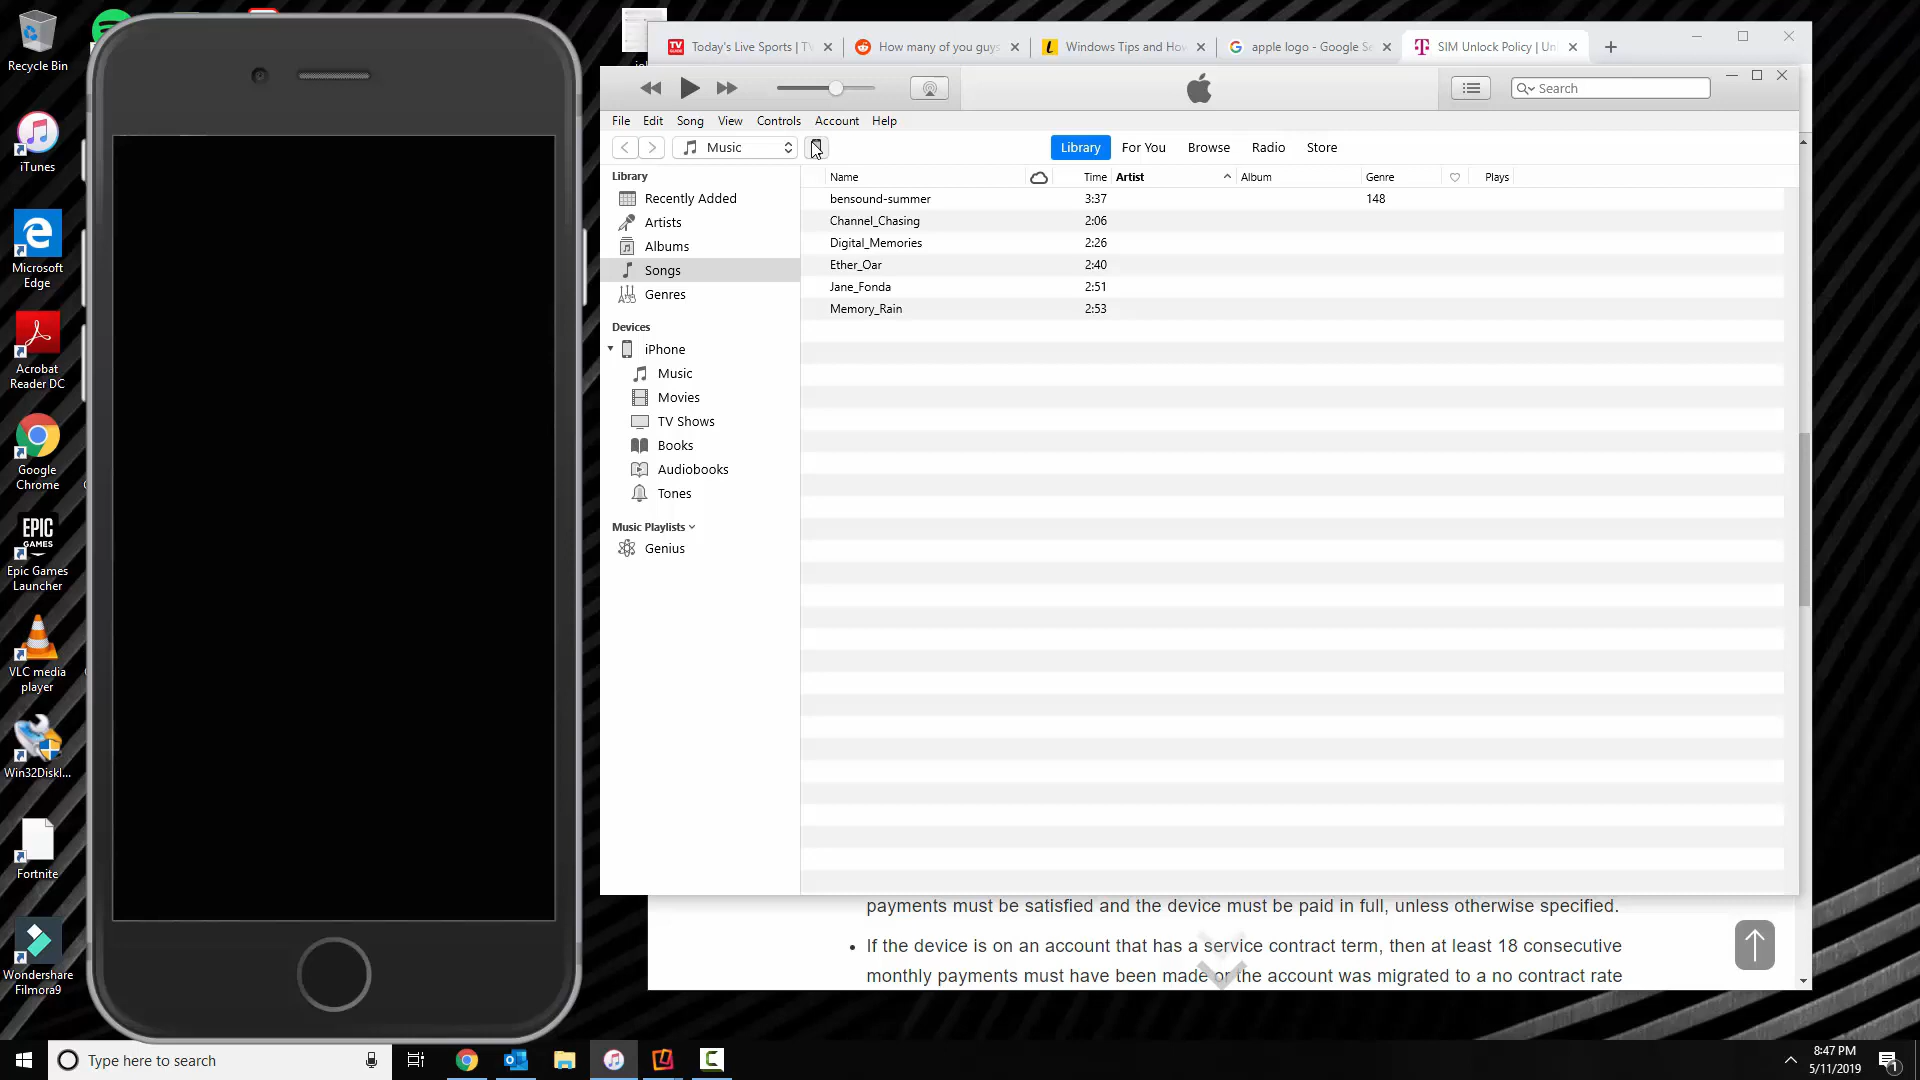 Recycle Bin
iTunes
Microsoft
Edge
Acrobat
Reader DC
Google
Chrome
EPIC
GAMES
Epic Games
Launcher
VLC media
player
Win32DiskI...
Fortnite
Wondershare
Filmora9
Today's Live Sports | TV
How many of you guys
Windows Tips and How
apple logo - Google Se
SIM Unlock Policy | Un
Search
File Edit Song View Controls Account Help
Music
Library For You Browse Radio Store
Library
Recently Added
Artists
Albums
Songs
Genres
Devices
iPhone
Music
Movies
TV Shows
Books
Audiobooks
Tones
Music Playlists
Genius
Name Time Artist Album Genre Plays
bensound-summer 3:37 148
Channel_Chasing 2:06
Digital_Memories 2:26
Ether_Oar 2:40
Jane_Fonda 2:51
Memory_Rain 2:53
payments must be satisfied and the device must be paid in full, unless otherwise specified.
• If the device is on an account that has a service contract term, then at least 18 consecutive
monthly payments must have been made or the account was migrated to a no contract rate
Type here to search
8:47 PM
5/11/2019
1